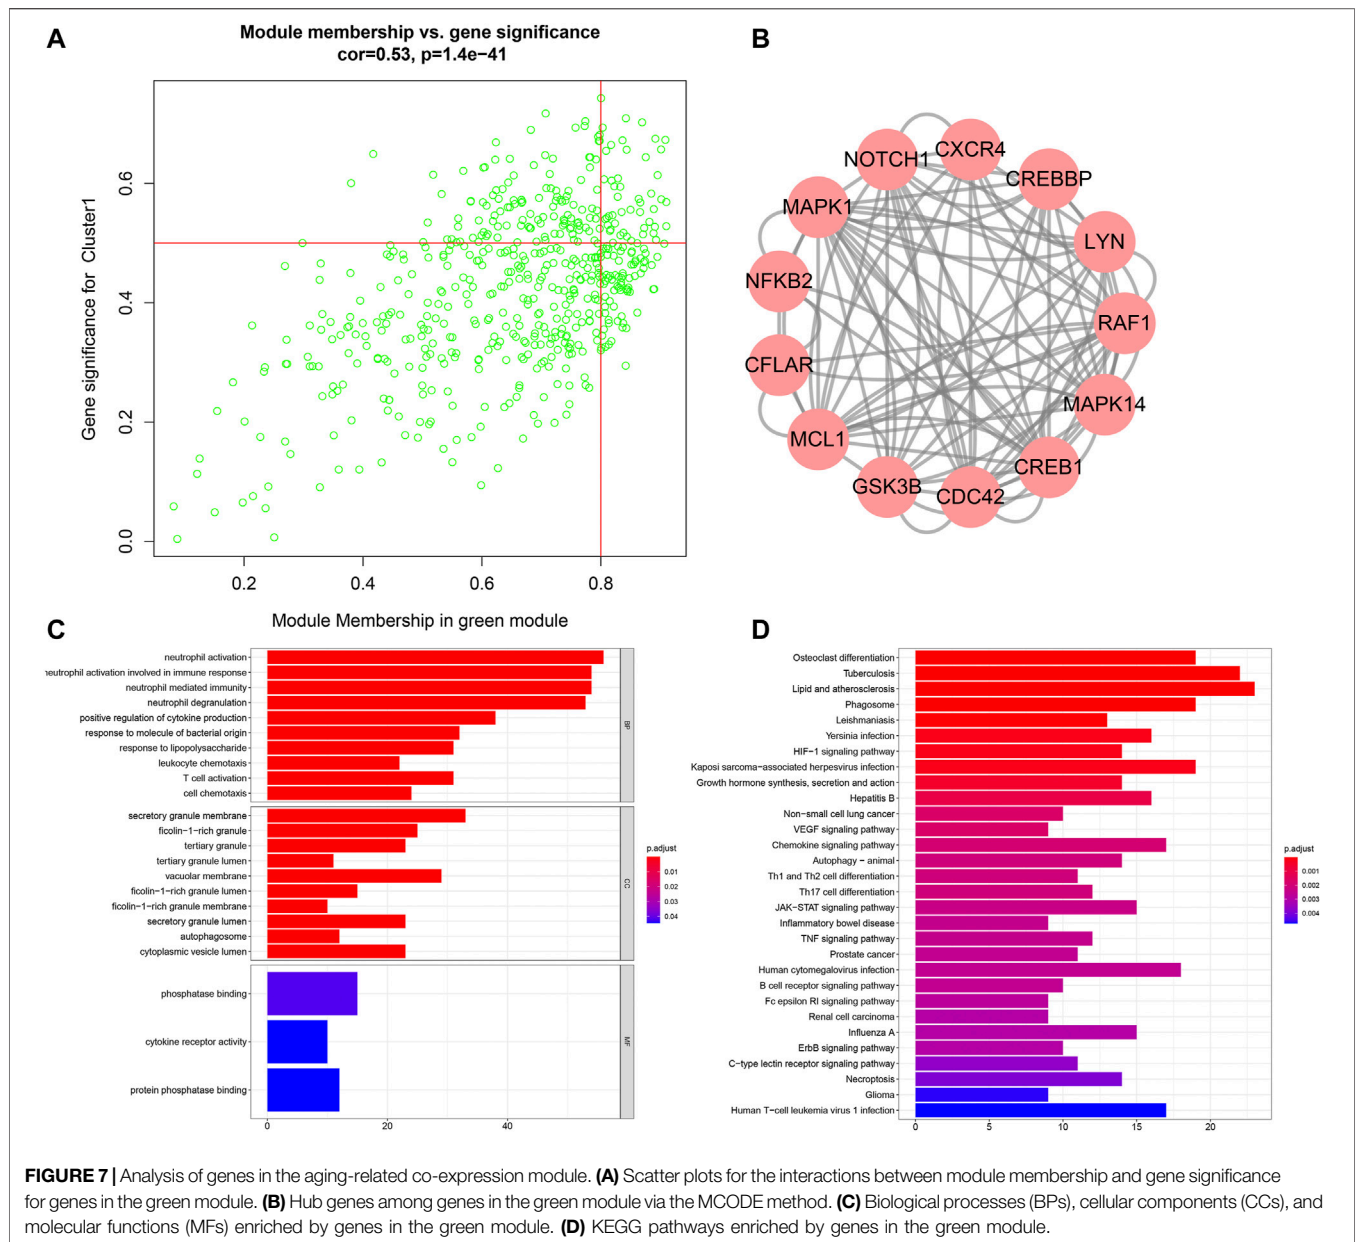 A
Module membership vs. gene significance
cor=0.53, p=1.4e−41
Gene significance for Cluster1
0.0
0.2
0.4
0.6
0.2
0.4
0.6
0.8
Module Membership in green module
B
NOTCH1
CXCR4
CREBBP
MAPK1
LYN
NFKB2
RAF1
CFLAR
MAPK14
MCL1
CREB1
GSK3B
CDC42
C
neutrophil activation
neutrophil activation involved in immune response
neutrophil mediated immunity
neutrophil degranulation
positive regulation of cytokine production
response to molecule of bacterial origin
response to lipopolysaccharide
leukocyte chemotaxis
T cell activation
cell chemotaxis
BP
secretory granule membrane
ficolin−1−rich granule
tertiary granule
tertiary granule lumen
vacuolar membrane
ficolin−1−rich granule lumen
ficolin−1−rich granule membrane
secretory granule lumen
autophagosome
cytoplasmic vesicle lumen
CC
phosphatase binding
cytokine receptor activity
protein phosphatase binding
MF
0
20
40
p.adjust
0.01
0.02
0.03
0.04
D
Osteoclast differentiation
Tuberculosis
Lipid and atherosclerosis
Phagosome
Leishmaniasis
Yersinia infection
HIF−1 signaling pathway
Kaposi sarcoma−associated herpesvirus infection
Growth hormone synthesis, secretion and action
Hepatitis B
Non−small cell lung cancer
VEGF signaling pathway
Chemokine signaling pathway
Autophagy − animal
Th1 and Th2 cell differentiation
Th17 cell differentiation
JAK−STAT signaling pathway
Inflammatory bowel disease
TNF signaling pathway
Prostate cancer
Human cytomegalovirus infection
B cell receptor signaling pathway
Fc epsilon RI signaling pathway
Renal cell carcinoma
Influenza A
ErbB signaling pathway
C−type lectin receptor signaling pathway
Necroptosis
Glioma
Human T−cell leukemia virus 1 infection
0
5
10
15
20
p.adjust
0.001
0.002
0.003
0.004
FIGURE 7 | Analysis of genes in the aging-related co-expression module. (A) Scatter plots for the interactions between module membership and gene significance
for genes in the green module. (B) Hub genes among genes in the green module via the MCODE method. (C) Biological processes (BPs), cellular components (CCs), and
molecular functions (MFs) enriched by genes in the green module. (D) KEGG pathways enriched by genes in the green module.